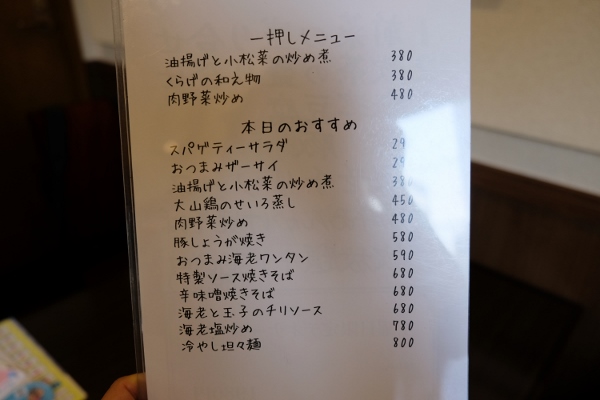 一押しメニュー
油揚げと小松菜の炒め煮 380
くらげの和え物 380
肉野菜炒め 480
本日のおすすめ
スパゲティーサラダ
おつまみザーサイ
油揚げと小松菜の炒め煮 380
大山鶏のせいろ蒸し 450
肉野菜炒め 480
豚しょうが焼き 580
おつまみ海老ワンタン 590
特製ソース焼きそば 680
辛味噌焼きそば 680
海老と玉子のチリソース 680
海老塩炒め 780
冷やし坦々麺 800